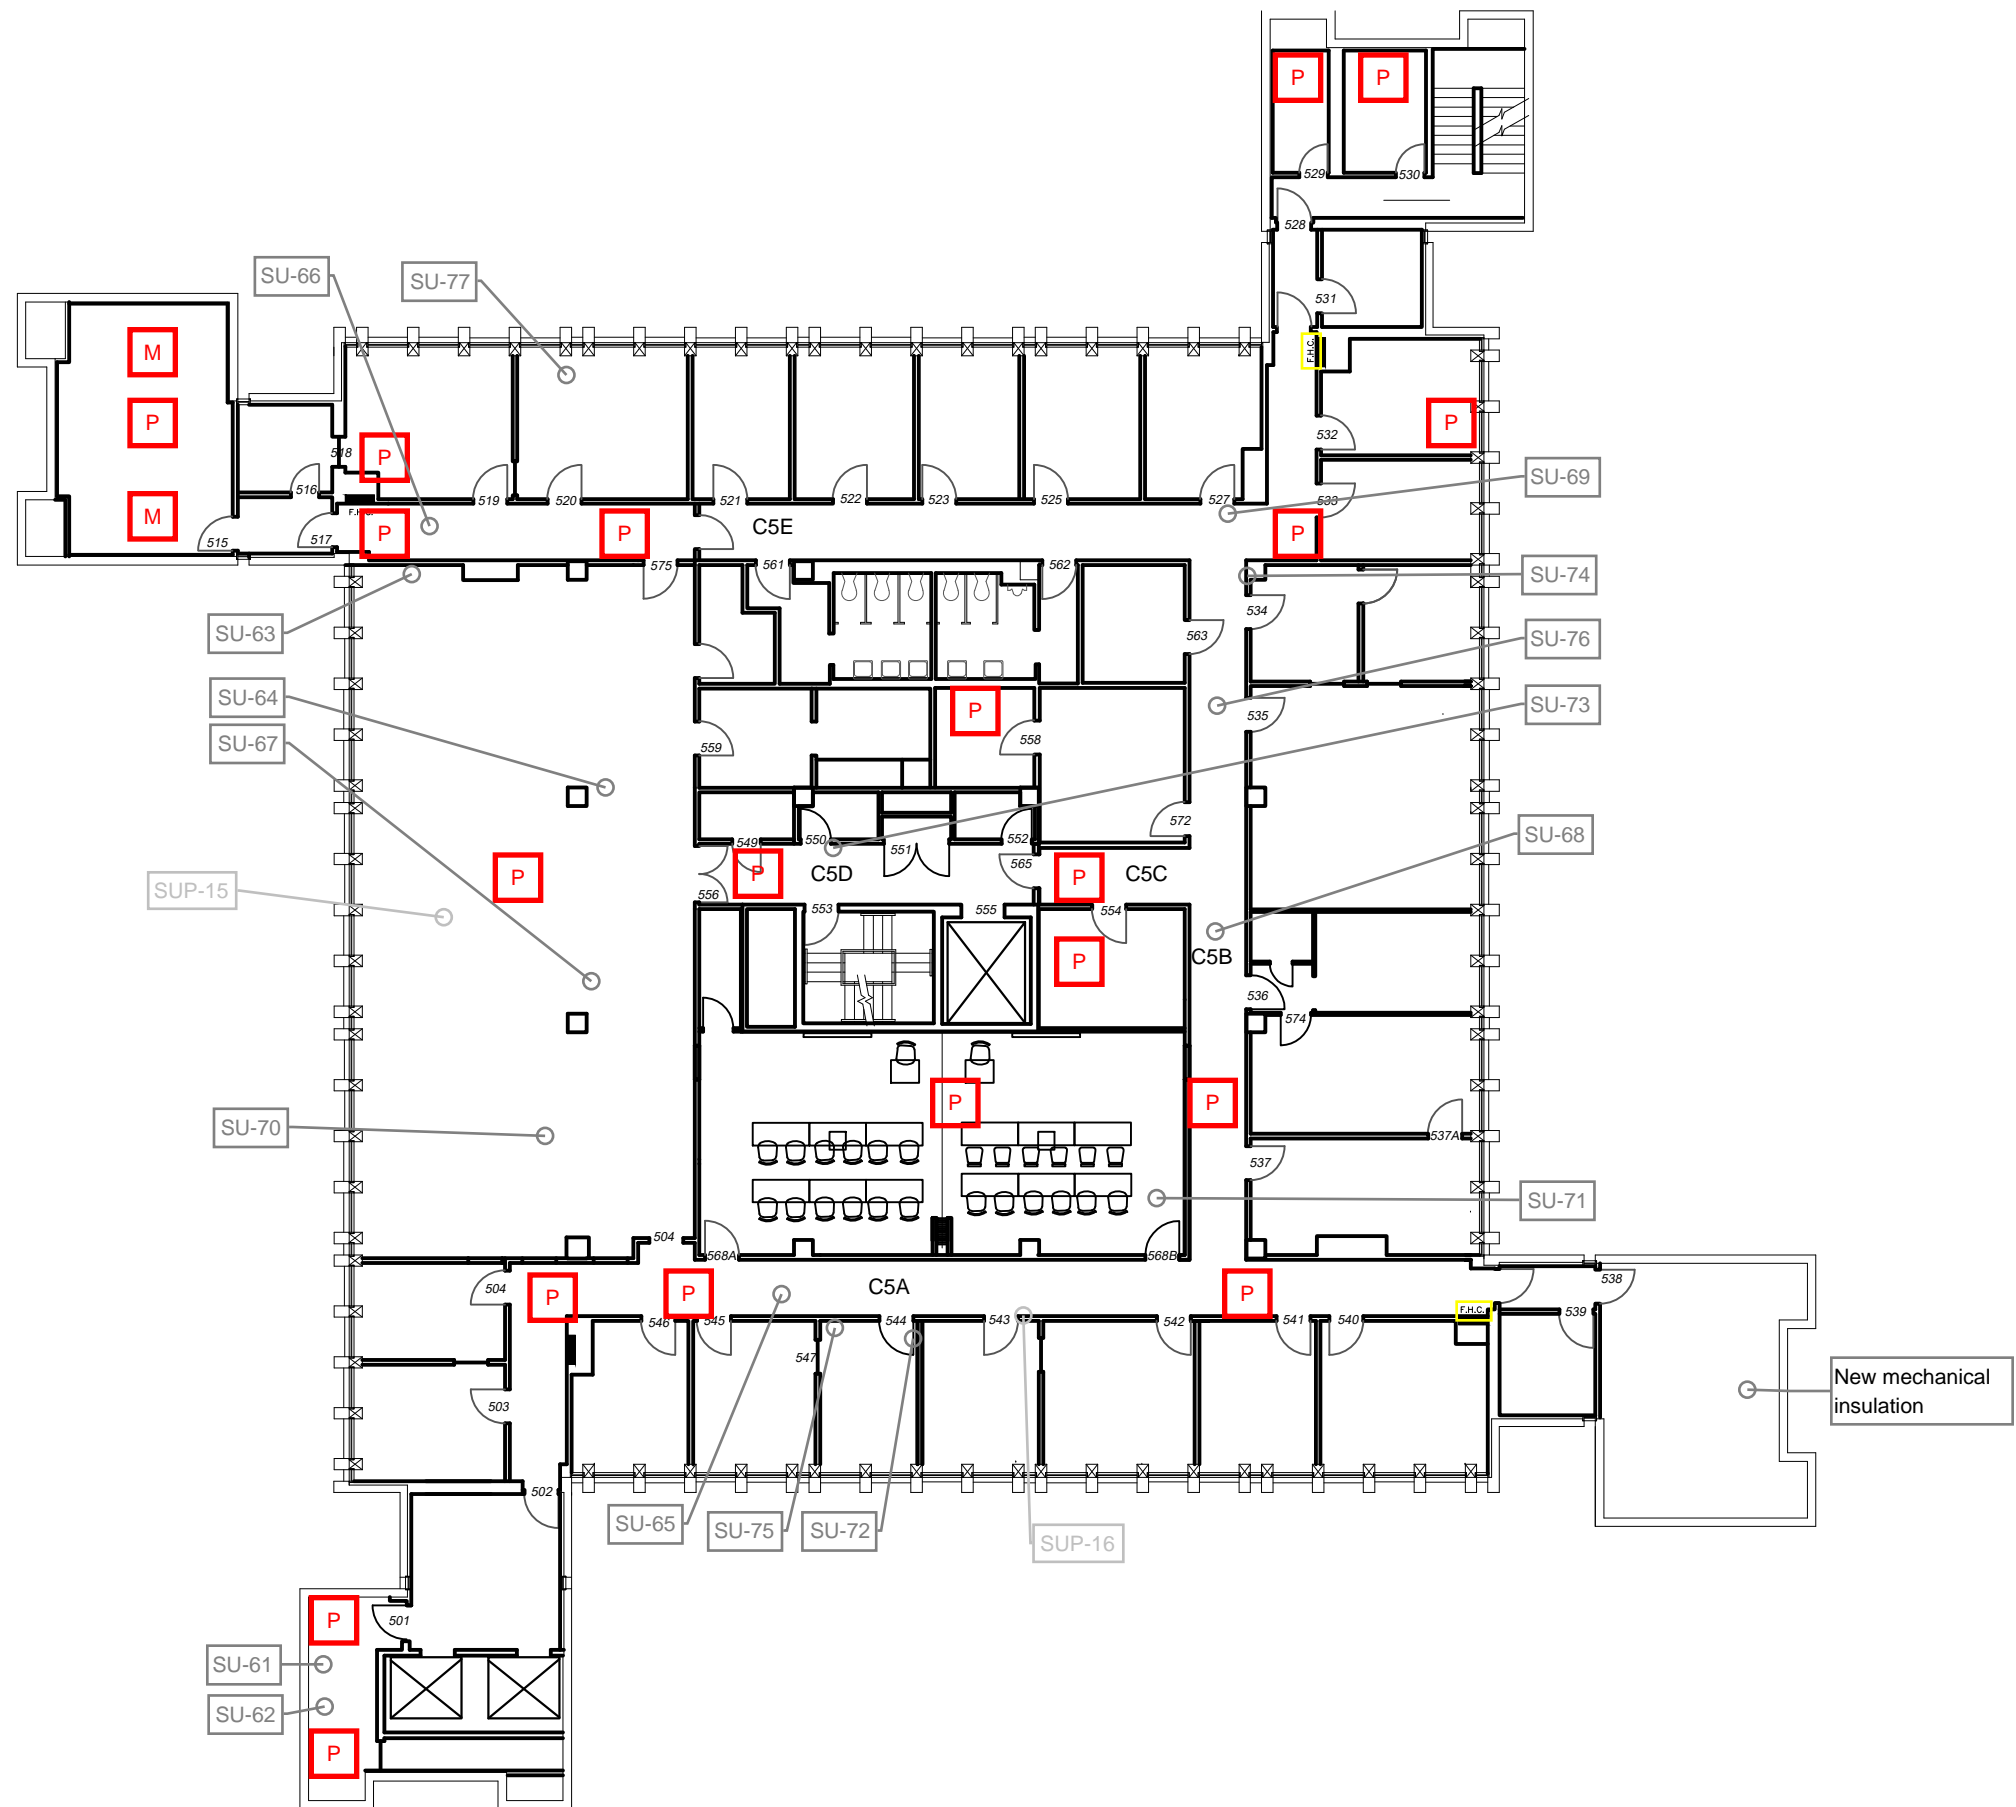 P
P
529
530
528
SU-66
SU-77
531
F.H.C.
M
P
P
532
518
P
SU-69
516
519
520
521
522
523
525
527
533
M
F.H.C.
P
P
C5E
P
515
517
575
561
562
SU-74
SU-63
534
563
SU-76
SU-64
P
535
SU-73
SU-67
559
558
572
SU-68
549
550
551
552
565
SUP-15
P
P
C5D
P
C5C
556
553
555
554
P
C5B
536
574
P
P
SU-70
537A
537
SU-71
504
568A
568B
504
P
P
C5A
P
538
F.H.C.
539
546
545
544
543
542
541
540
547
New mechanical
insulation
503
502
SU-65
SU-75
SU-72
SUP-16
P
501
SU-61
SU-62
P